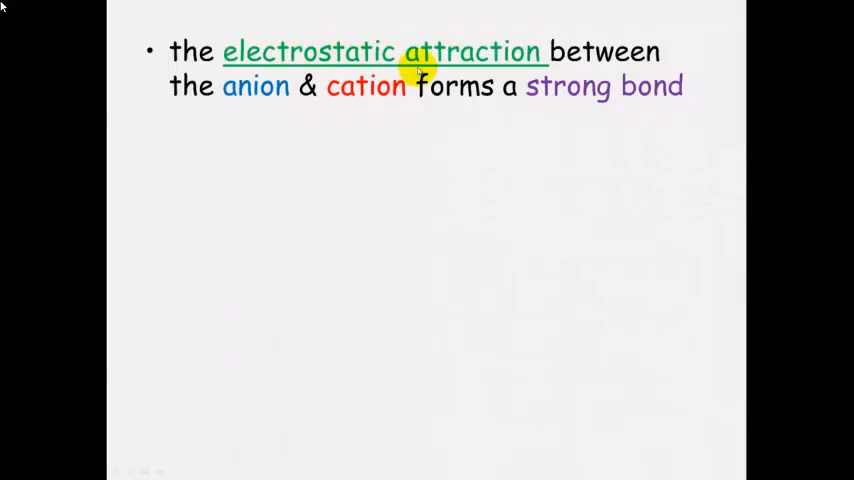 • the electrostatic attraction between
the anion & cation forms a strong bond